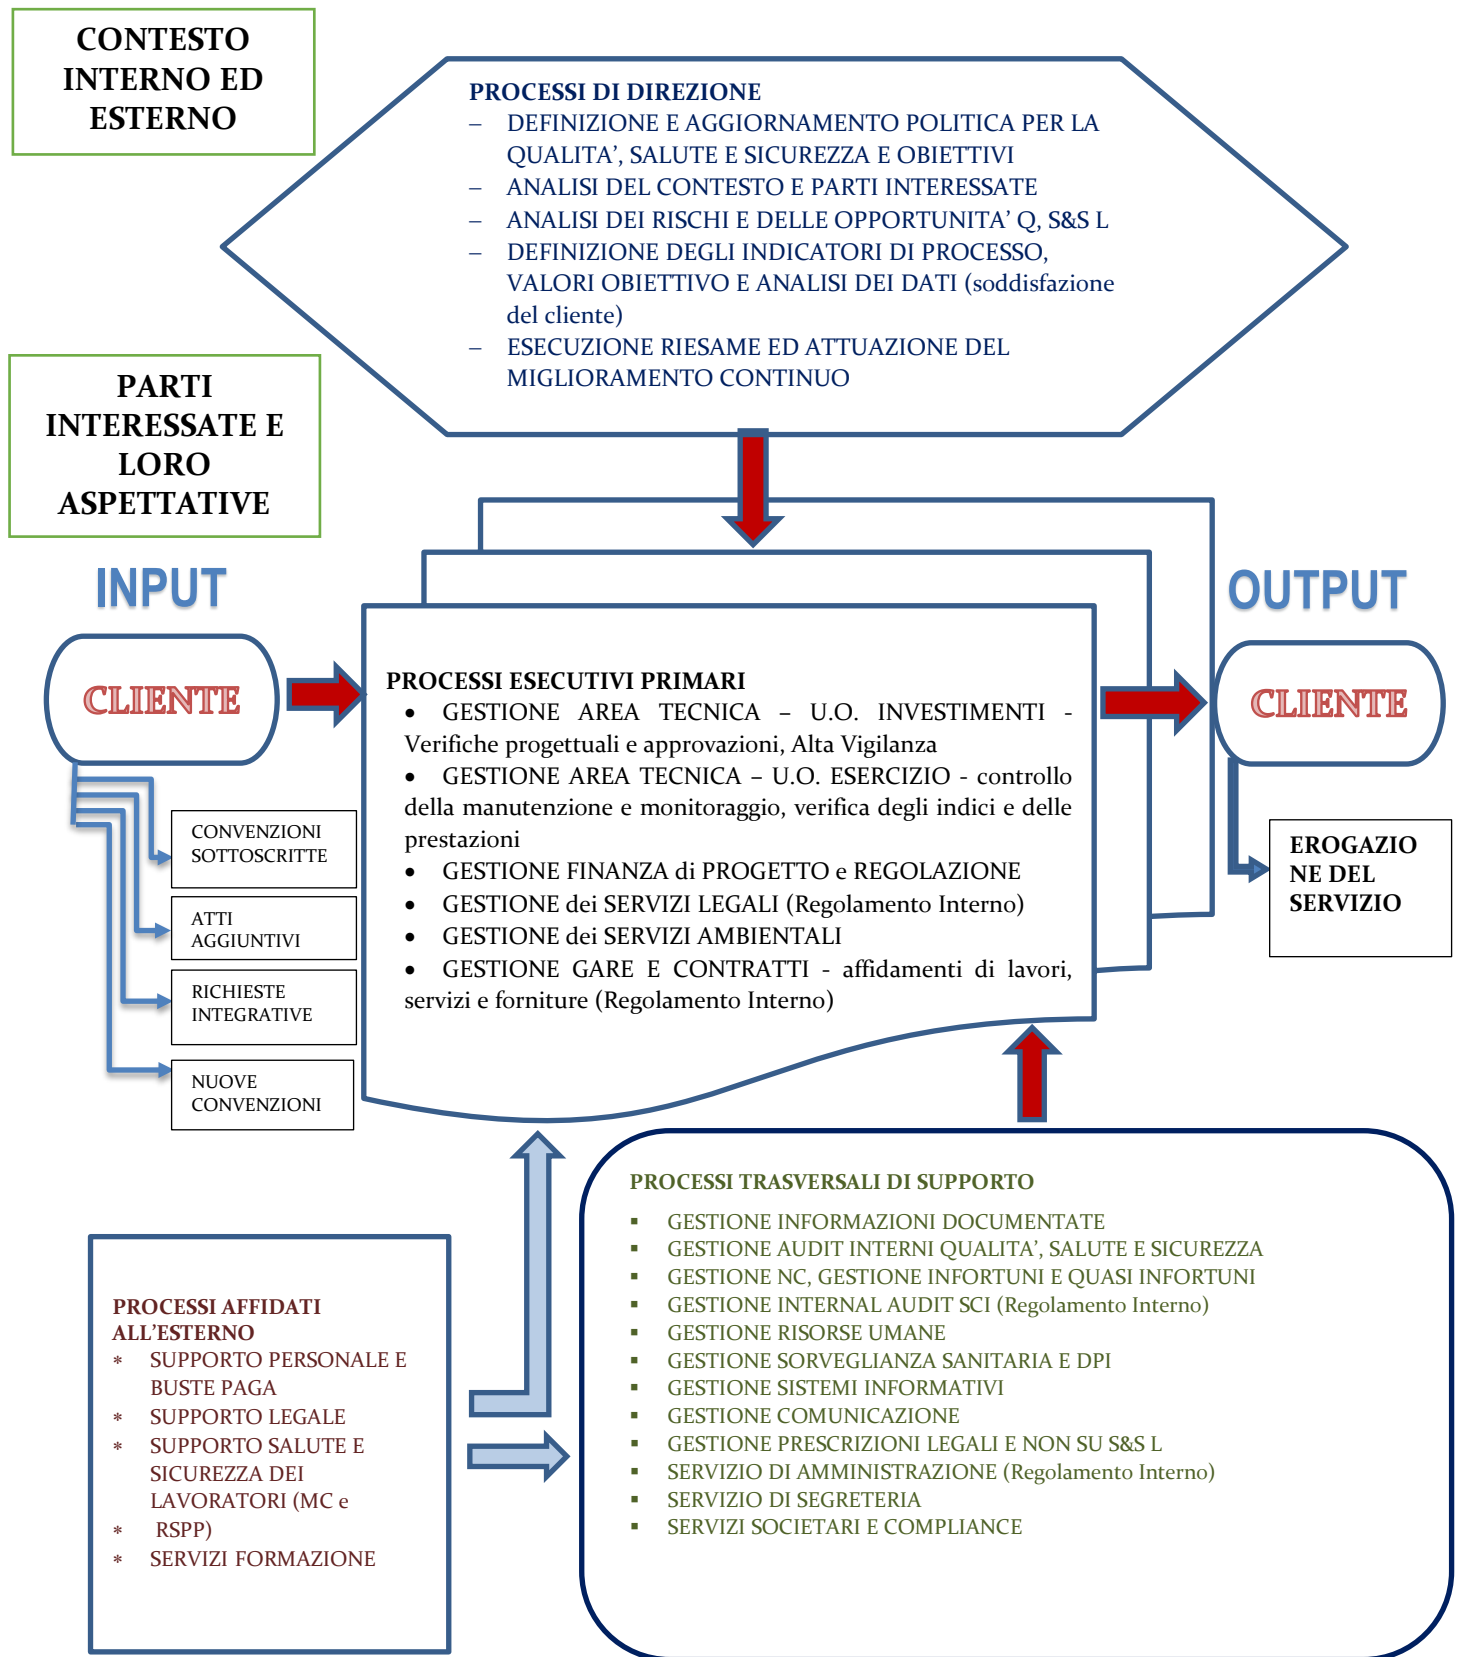 CONTESTO
INTERNO ED
ESTERNO
PROCESSI DI DIREZIONE
– DEFINIZIONE E AGGIORNAMENTO POLITICA PER LA
QUALITA’, SALUTE E SICUREZZA E OBIETTIVI
– ANALISI DEL CONTESTO E PARTI INTERESSATE
– ANALISI DEI RISCHI E DELLE OPPORTUNITA’ Q, S&S L
– DEFINIZIONE DEGLI INDICATORI DI PROCESSO,
VALORI OBIETTIVO E ANALISI DEI DATI (soddisfazione
del cliente)
– ESECUZIONE RIESAME ED ATTUAZIONE DEL
MIGLIORAMENTO CONTINUO
PARTI
INTERESSATE E
LORO
ASPETTATIVE
INPUT
CLIENTE
CONVENZIONI
SOTTOSCRITTE
ATTI
AGGIUNTIVI
RICHIESTE
INTEGRATIVE
NUOVE
CONVENZIONI
PROCESSI ESECUTIVI PRIMARI
• GESTIONE AREA TECNICA – U.O. INVESTIMENTI -
Verifiche progettuali e approvazioni, Alta Vigilanza
• GESTIONE AREA TECNICA – U.O. ESERCIZIO - controllo
della manutenzione e monitoraggio, verifica degli indici e delle
prestazioni
• GESTIONE FINANZA di PROGETTO e REGOLAZIONE
• GESTIONE dei SERVIZI LEGALI (Regolamento Interno)
• GESTIONE dei SERVIZI AMBIENTALI
• GESTIONE GARE E CONTRATTI - affidamenti di lavori,
servizi e forniture (Regolamento Interno)
OUTPUT
CLIENTE
EROGAZIO
NE DEL
SERVIZIO
PROCESSI AFFIDATI
ALL’ESTERNO
* SUPPORTO PERSONALE E
BUSTE PAGA
* SUPPORTO LEGALE
* SUPPORTO SALUTE E
SICUREZZA DEI
LAVORATORI (MC e
* RSPP)
* SERVIZI FORMAZIONE
PROCESSI TRASVERSALI DI SUPPORTO
▪ GESTIONE INFORMAZIONI DOCUMENTATE
▪ GESTIONE AUDIT INTERNI QUALITA’, SALUTE E SICUREZZA
▪ GESTIONE NC, GESTIONE INFORTUNI E QUASI INFORTUNI
▪ GESTIONE INTERNAL AUDIT SCI (Regolamento Interno)
▪ GESTIONE RISORSE UMANE
▪ GESTIONE SORVEGLIANZA SANITARIA E DPI
▪ GESTIONE SISTEMI INFORMATIVI
▪ GESTIONE COMUNICAZIONE
▪ GESTIONE PRESCRIZIONI LEGALI E NON SU S&S L
▪ SERVIZIO DI AMMINISTRAZIONE (Regolamento Interno)
▪ SERVIZIO DI SEGRETERIA
▪ SERVIZI SOCIETARI E COMPLIANCE